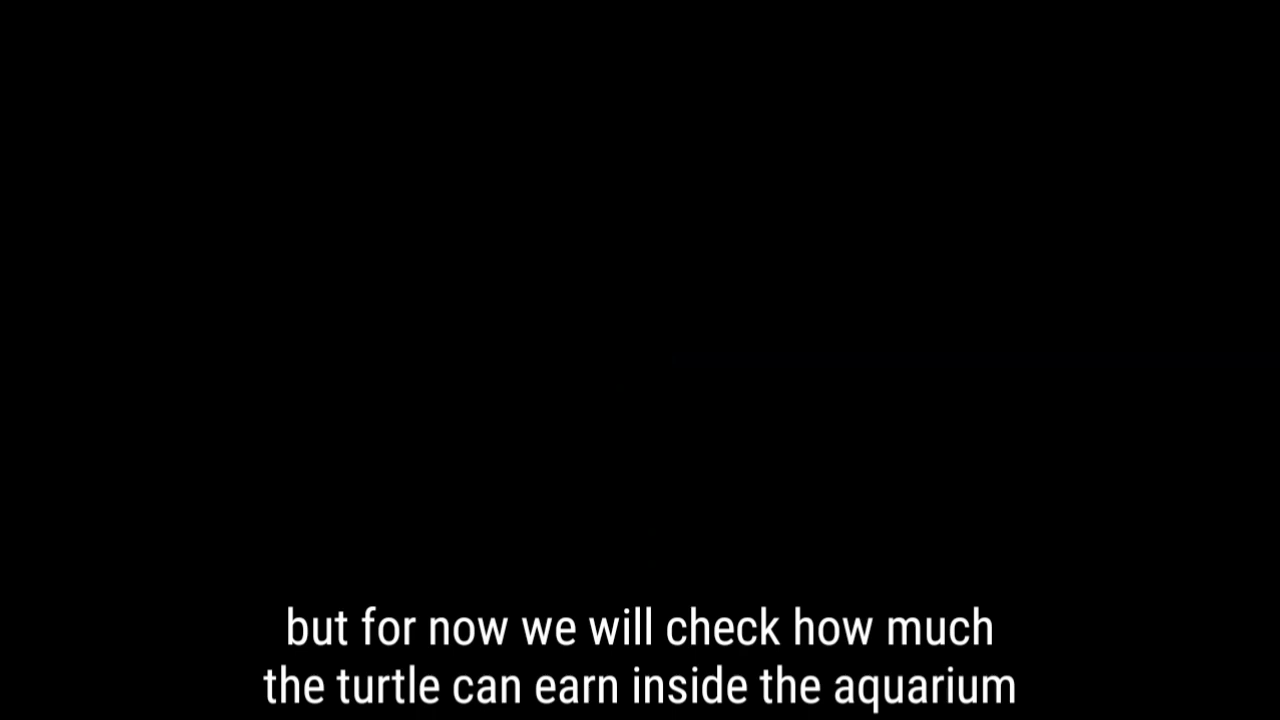 but for now we will check how much
the turtle can earn inside the aquarium